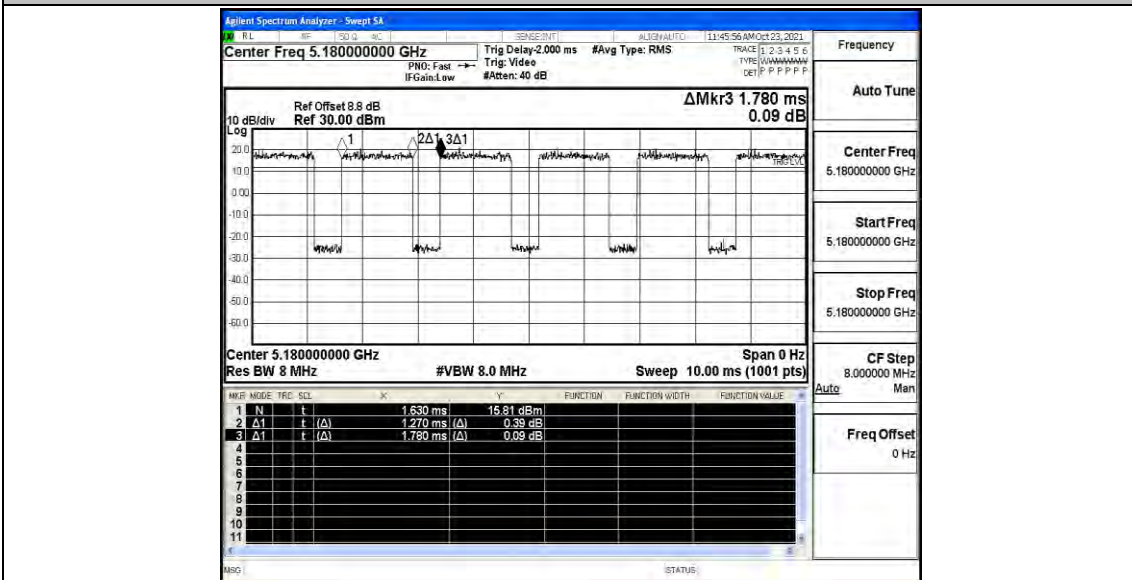 Agilent Spectrum Analyzer - Swept SA
RL RF 50 Ω AC SENSE:INT ALIGNAUTO 11:45:56 AM Oct 23, 2021
Center Freq 5.180000000 GHz
PNO: Fast
IFGain:Low
Trig Delay-2.000 ms
Trig: Video
#Atten: 40 dB
#Avg Type: RMS
TRACE 1 2 3 4 5 6
TYPE
DET P P P P P P
Ref Offset 8.8 dB
Ref 30.00 dBm
10 dB/div
Log
ΔMkr3 1.780 ms
0.09 dB
20.0
10.0
0.00
-10.0
-20.0
-30.0
-40.0
-50.0
-60.0
1
2Δ1
3Δ1
TRIG LVL
Center 5.180000000 GHz
Span 0 Hz
Res BW 8 MHz
#VBW 8.0 MHz
Sweep 10.00 ms (1001 pts)
MKR MODE TRC SCL X Y FUNCTION FUNCTION WIDTH FUNCTION VALUE
1 N t 1.630 ms 15.81 dBm
2 Δ1 t (Δ) 1.270 ms (Δ) 0.39 dB
3 Δ1 t (Δ) 1.780 ms (Δ) 0.09 dB
4
5
6
7
8
9
10
11
MSG
STATUS
Frequency
Auto Tune
Center Freq
5.180000000 GHz
Start Freq
5.180000000 GHz
Stop Freq
5.180000000 GHz
CF Step
8.000000 MHz
Auto Man
Freq Offset
0 Hz